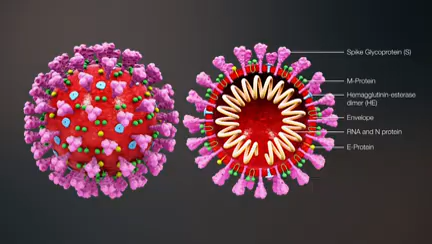 Spike Glycoprotein (S)
M-Protein
Hemagglutinin-esterase
dimer (HE)
Envelope
RNA and N protein
E-Protein